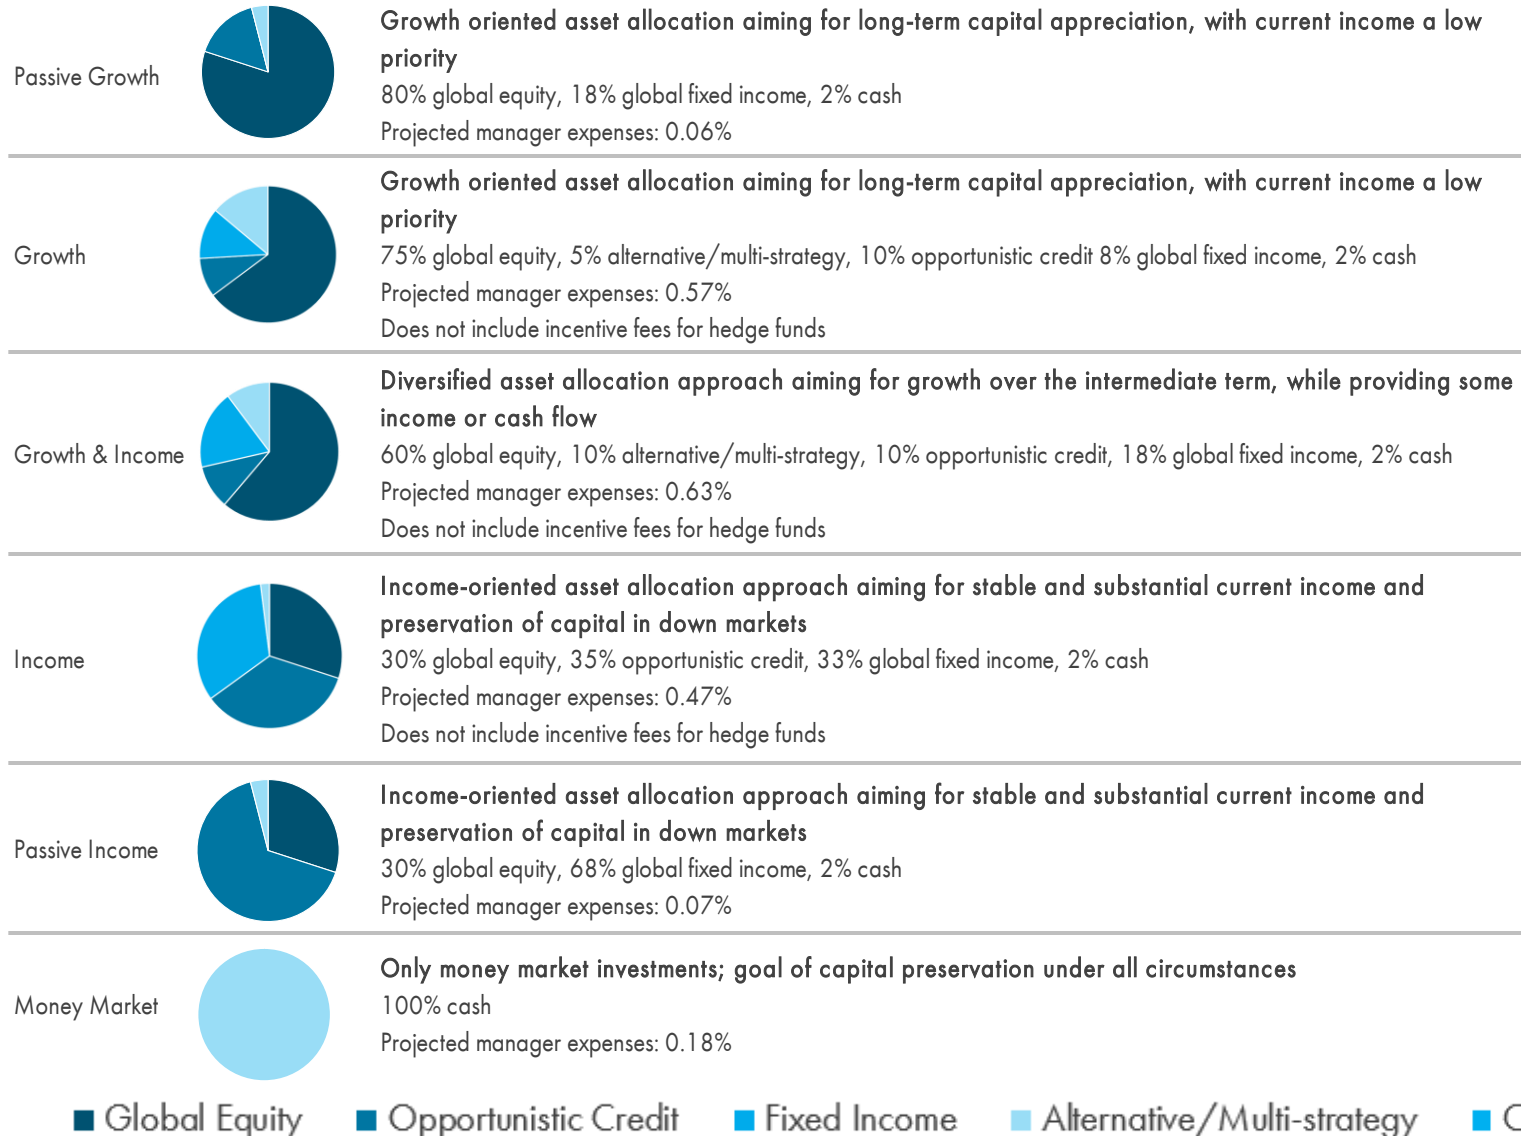 Growth oriented asset allocation aiming for long-term capital appreciation, with current income a low
priority
Passive Growth
80% global equity, 18% global fixed income, 2% cash
Projected manager expenses: 0.06%
Growth oriented asset allocation aiming for long-term capital appreciation, with current income a low
priority
Growth
75% global equity, 5% alternative/multi-strategy, 10% opportunistic credit 8% global fixed income, 2% cash
Projected manager expenses: 0.57%
Does not include incentive fees for hedge funds
Diversified asset allocation approach aiming for growth over the intermediate term, while providing some
income or cash flow
Growth & Income
60% global equity, 10% alternative/multi-strategy, 10% opportunistic credit, 18% global fixed income, 2% cash
Projected manager expenses: 0.63%
Does not include incentive fees for hedge funds
Income-oriented asset allocation approach aiming for stable and substantial current income and
preservation of capital in down markets
Income
30% global equity, 35% opportunistic credit, 33% global fixed income, 2% cash
Projected manager expenses: 0.47%
Does not include incentive fees for hedge funds
Income-oriented asset allocation approach aiming for stable and substantial current income and
preservation of capital in down markets
Passive Income
30% global equity, 68% global fixed income, 2% cash
Projected manager expenses: 0.07%
Only money market investments; goal of capital preservation under all circumstances
Money Market
100% cash
Projected manager expenses: 0.18%
Global Equity Opportunistic Credit Fixed Income Alternative/Multi-strategy